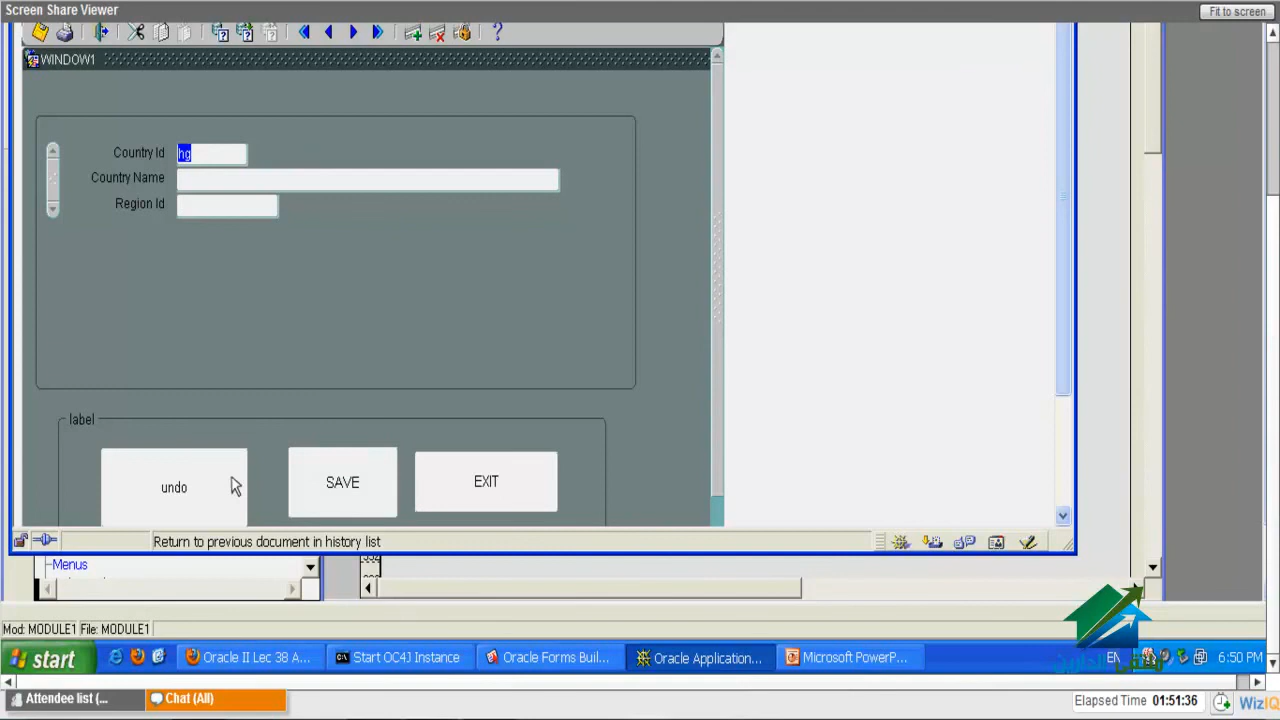 Screen Share Viewer
Fit to screen
WINDOW1
Country Id hg
Country Name
Region Id
label
undo
SAVE
EXIT
Return to previous document in history list
Menus
Mod: MODULE1 File: MODULE1
start
Oracle II Lec 38 A...
Start OC4J Instance
Oracle Forms Buil...
Oracle Application...
Microsoft PowerP...
EN
6:50 PM
Attendee list (...
Chat (All)
Elapsed Time 01:51:36
WizIQ